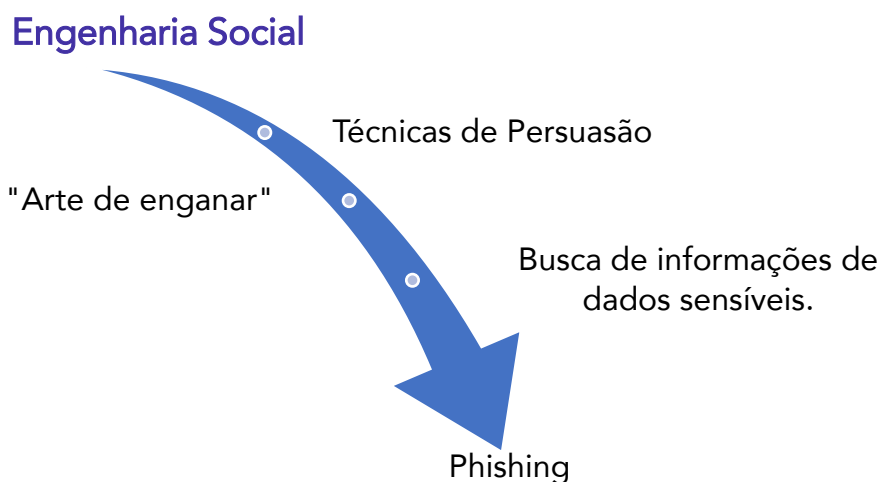 Engenharia Social
Técnicas de Persuasão
"Arte de enganar"
Busca de informações de
dados sensíveis.
Phishing